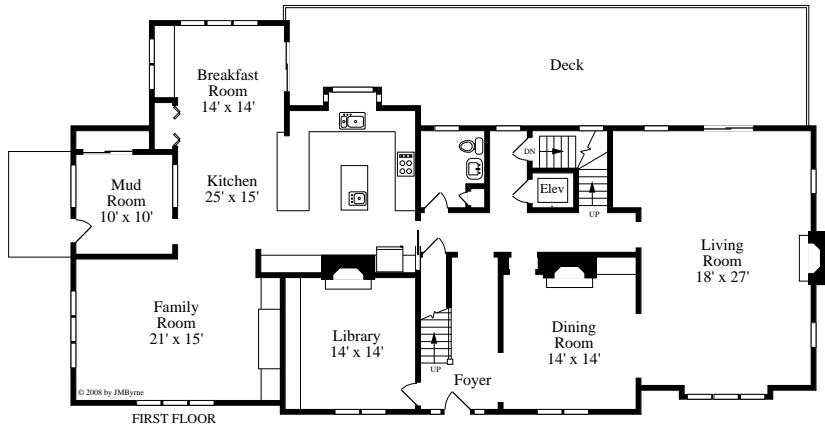 Deck
Breakfast
Room
14' x 14'
Mud
Room
10' x 10'
Kitchen
25' x 15'
DN
Elev
UP
Living
Room
18' x 27'
Family
Room
21' x 15'
Library
14' x 14'
UP
Foyer
Dining
Room
14' x 14'
© 2008 by JMByrne
FIRST FLOOR